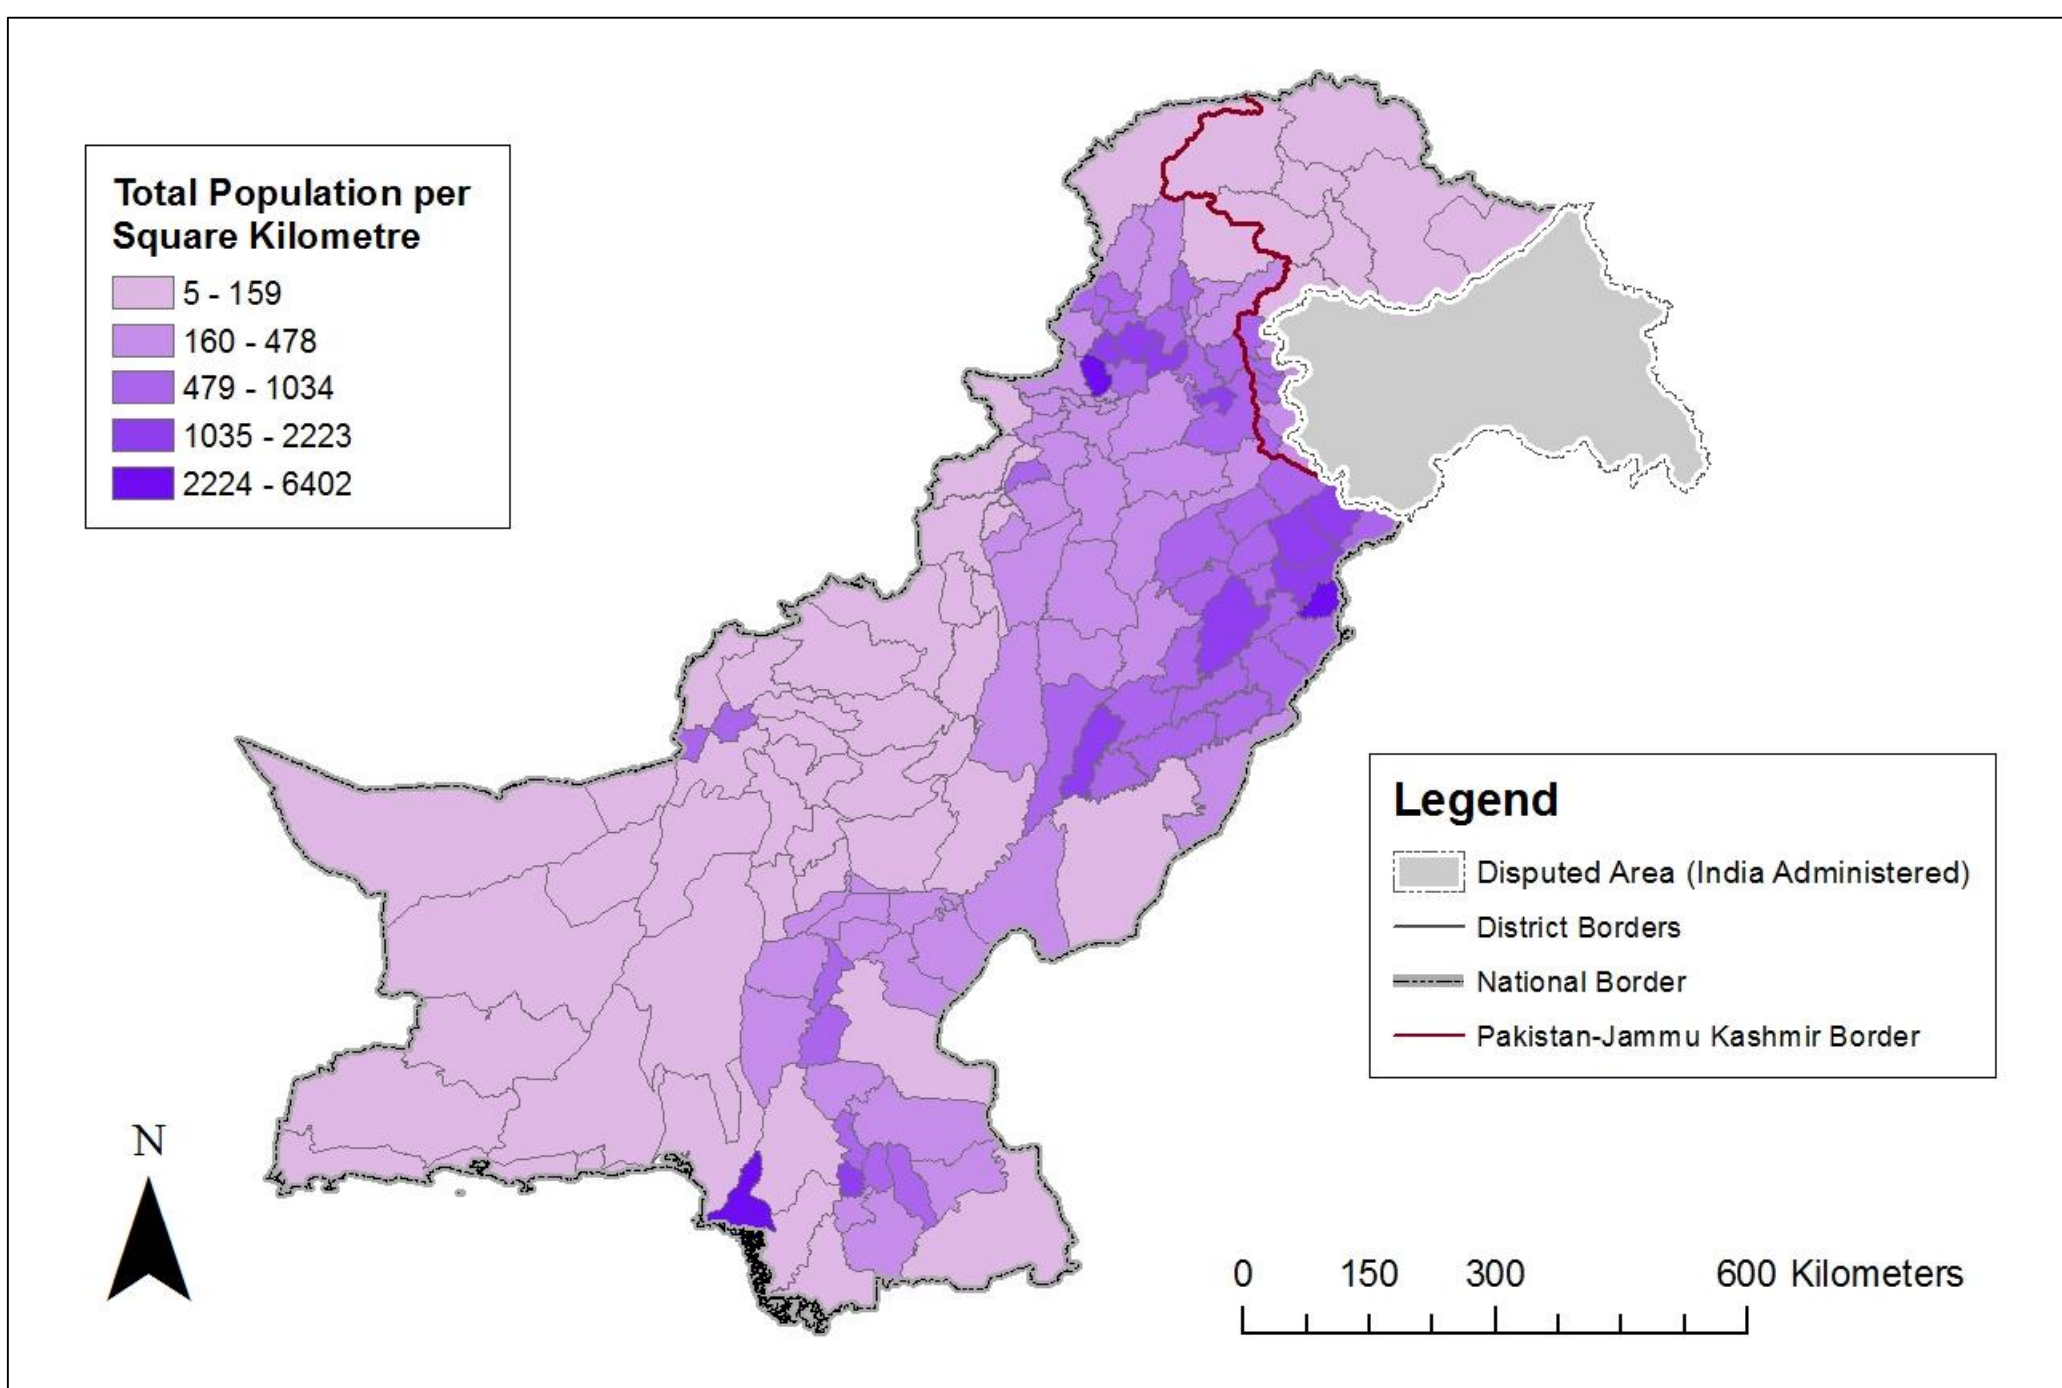 Total Population per
Square Kilometre
5 - 159
160 - 478
479 - 1034
1035 - 2223
2224 - 6402
Legend
Disputed Area (India Administered)
District Borders
National Border
Pakistan-Jammu Kashmir Border
N
0 150 300 600 Kilometers